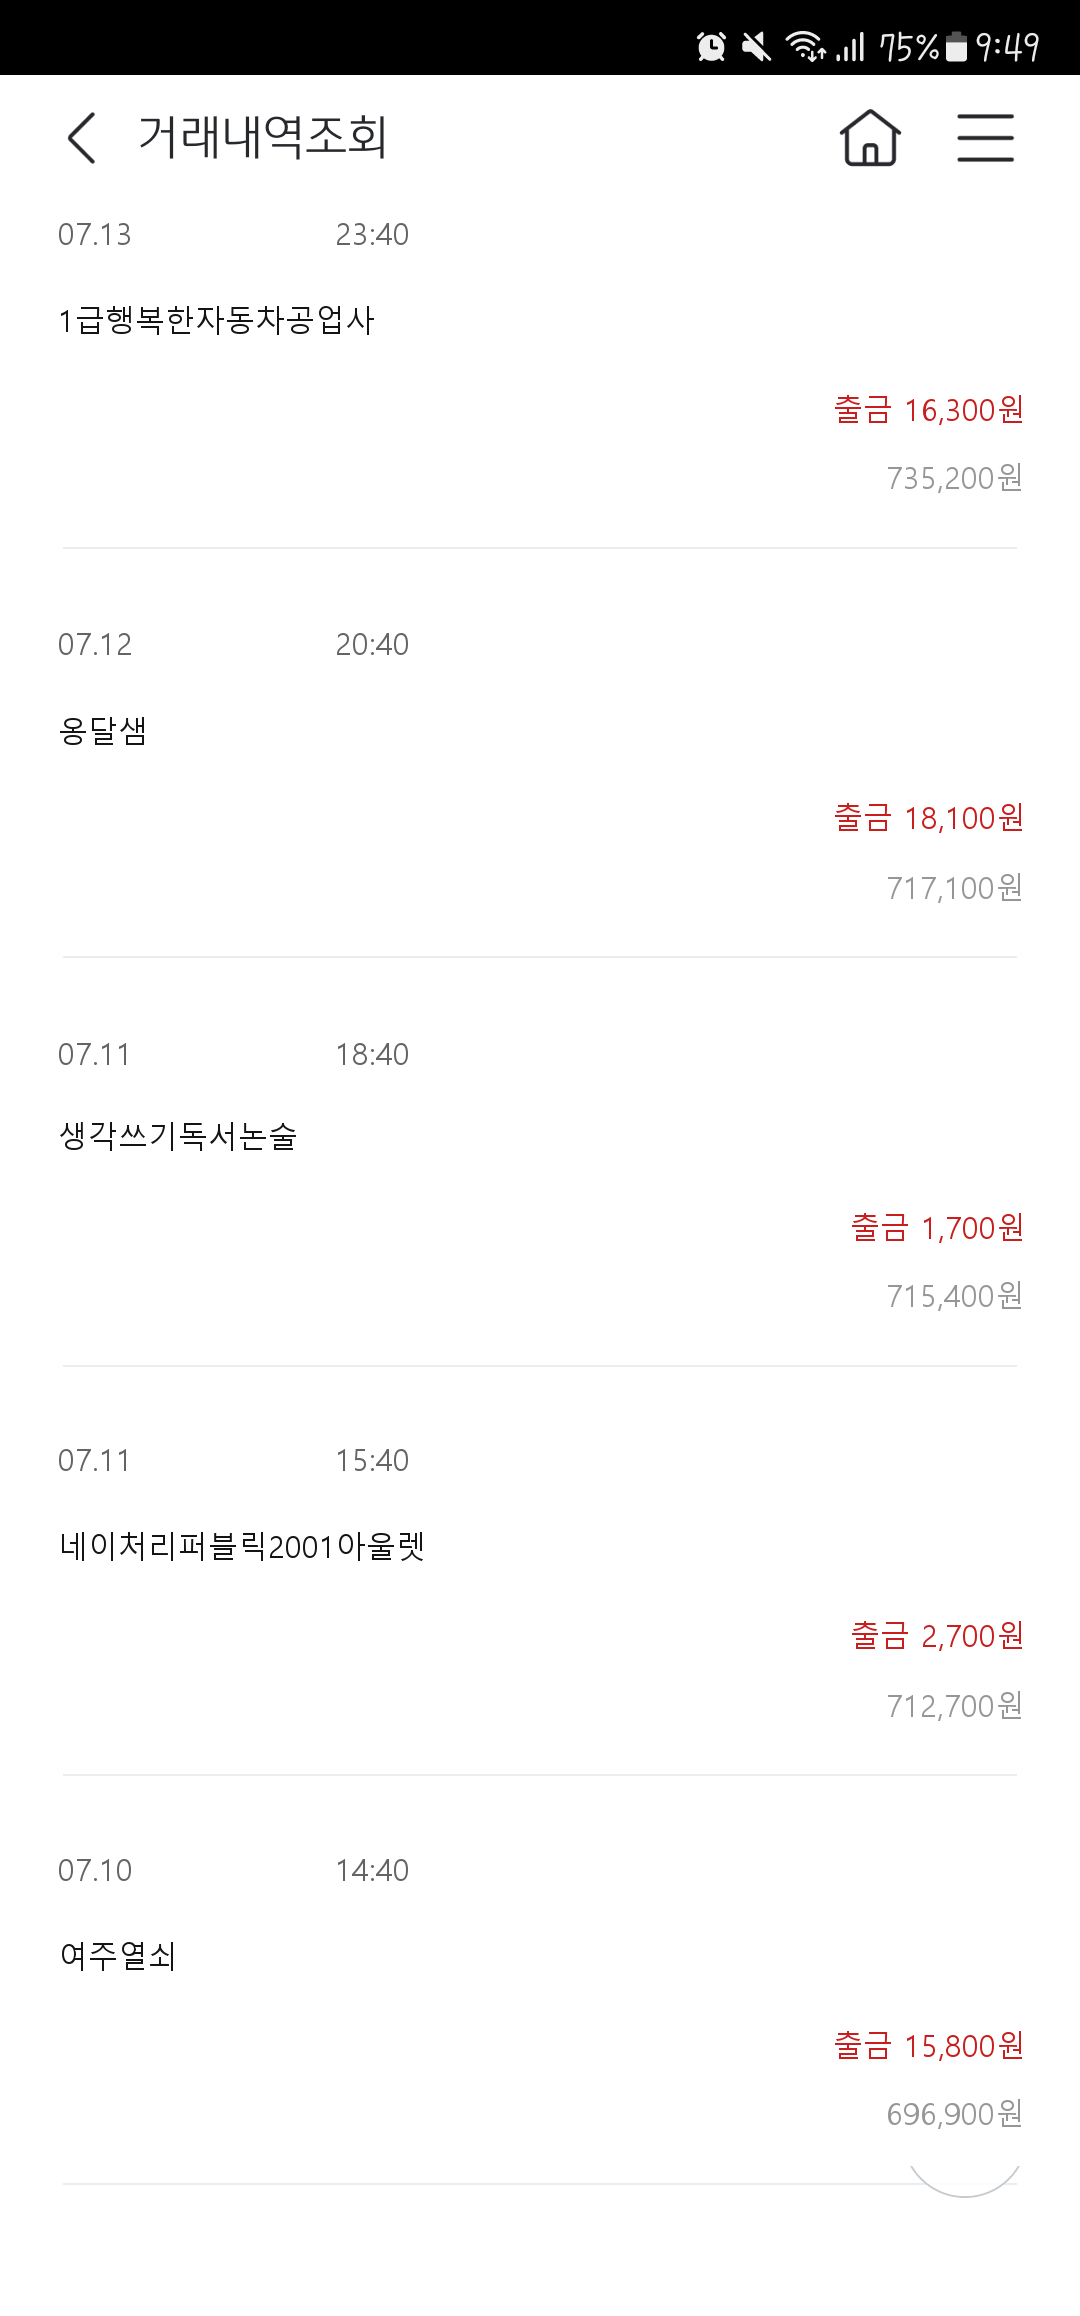 75% 9:49
거래내역조회
07.13 23:40
1급행복한자동차공업사
출금 16,300원
735,200원
07.12 20:40
옹달샘
출금 18,100원
717,100원
07.11 18:40
생각쓰기독서논술
출금 1,700원
715,400원
07.11 15:40
네이처리퍼블릭2001아울렛
출금 2,700원
712,700원
07.10 14:40
여주열쇠
출금 15,800원
696,900원